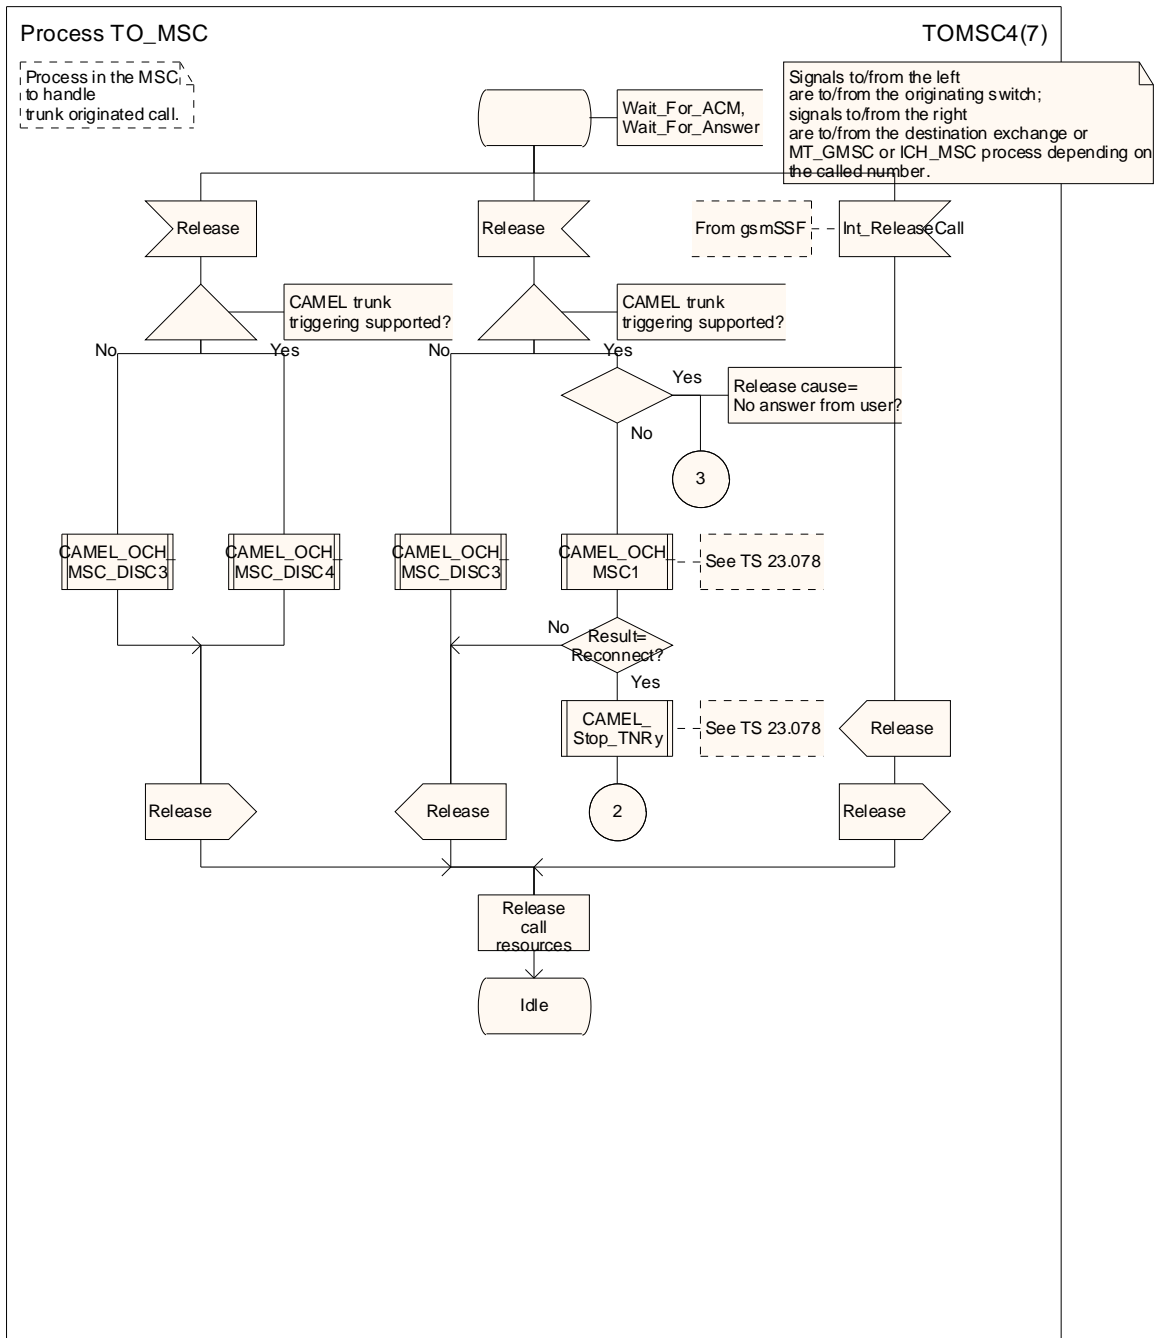 Process TO_MSC
TOMSC4(7)
Process in the MSC
to handle
trunk originated call.
Signals to/from the left
are to/from the originating switch;
signals to/from the right
are to/from the destination exchange or
MT_GMSC or ICH_MSC process depending on
the called number.
Wait_For_ACM,
Wait_For_Answer
Release
Release
From gsmSSF
Int_ReleaseCall
CAMEL trunk
triggering supported?
CAMEL trunk
triggering supported?
No
Yes
No
Yes
Yes
Release cause=
No answer from user?
No
3
CAMEL_OCH_
MSC_DISC3
CAMEL_OCH_
MSC_DISC4
CAMEL_OCH_
MSC_DISC3
CAMEL_OCH_
MSC1
See TS 23.078
No
Result=
Reconnect?
Yes
CAMEL_
Stop_TNRy
See TS 23.078
Release
Release
Release
2
Release
Release
call
resources
Idle